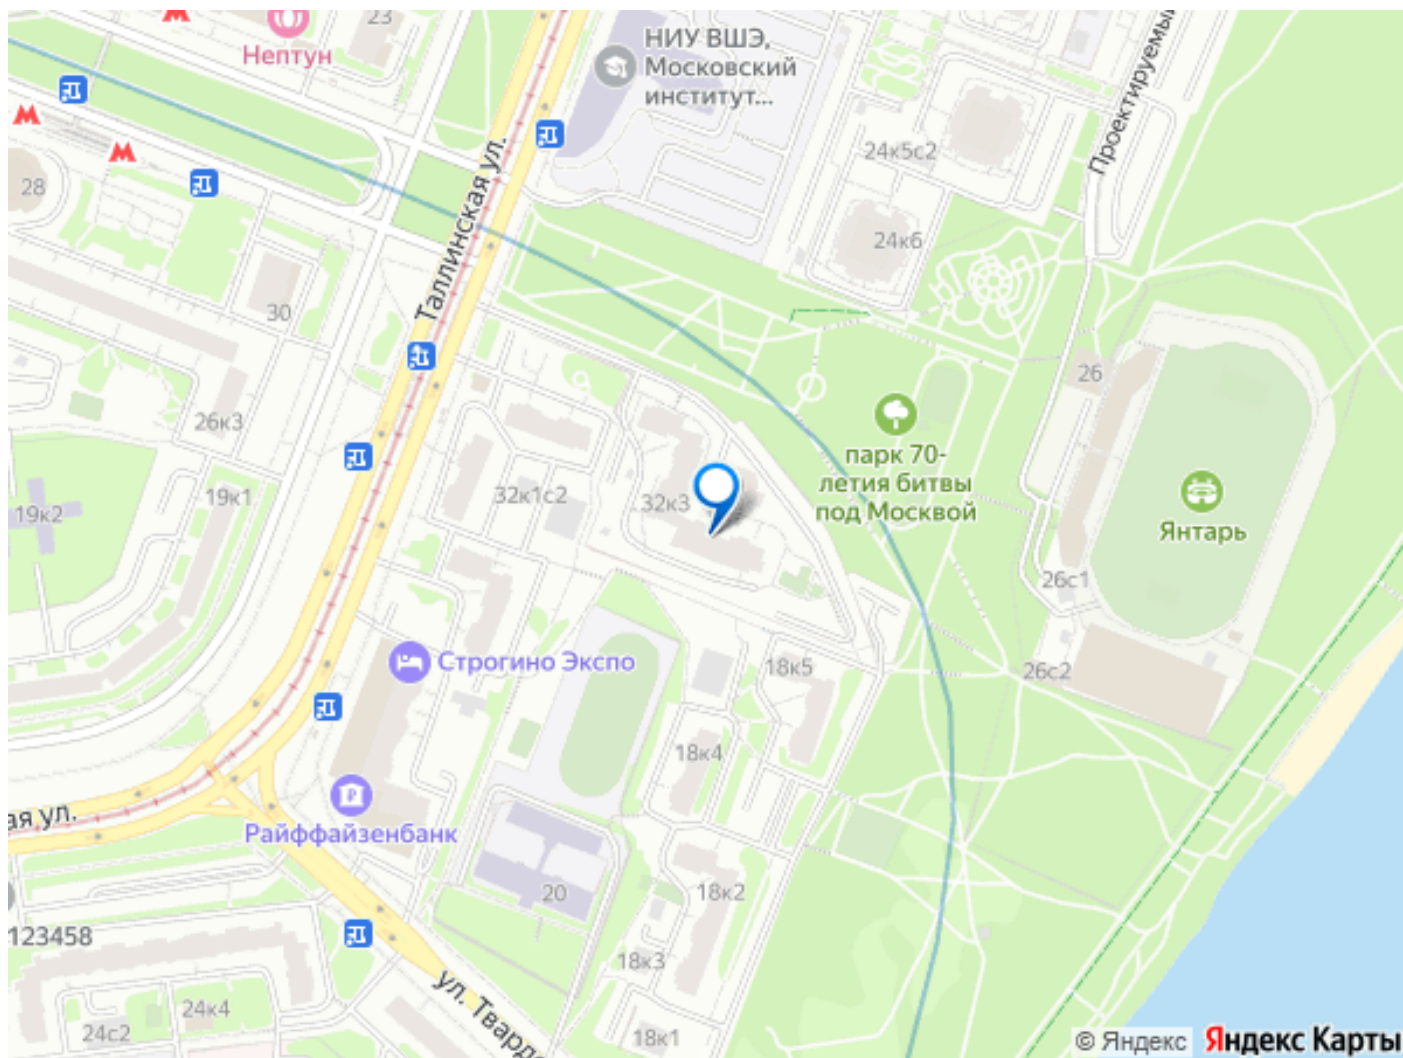 23
Нептун
НИУ ВШЭ,
Московский
институт...
Проектируемый
28
24к5с2
24к6
Таллинская ул.
30
26
26к3
19к1
19к2
32к1с2
32к3
парк 70-
летия битвы
под Москвой
Янтарь
26с1
26с2
Строгино Экспо
18к5
18к4
ая ул.
Райффайзенбанк
20
18к2
123458
18к3
24к4
24с2
ул. Твардо
18к1
© Яндекс Яндекс Карты